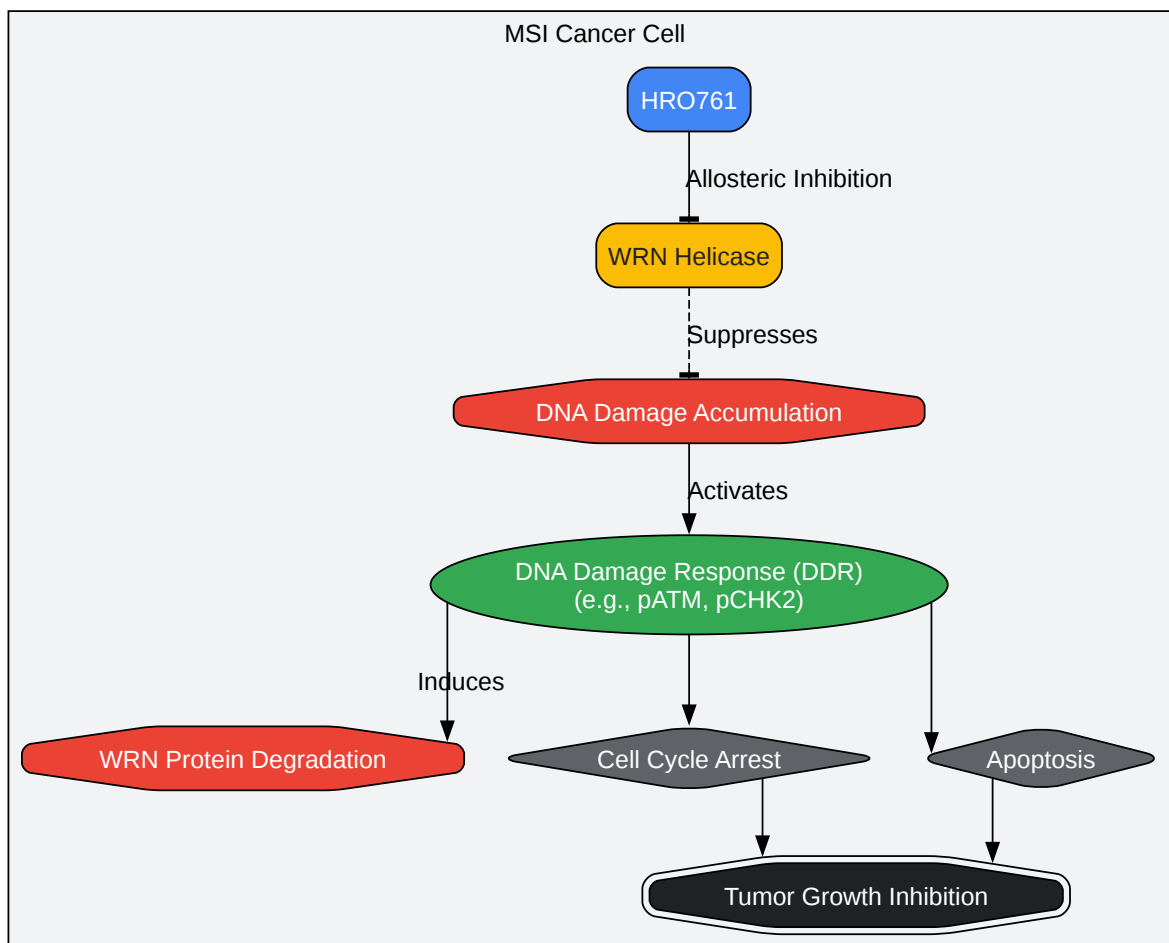 MSI Cancer Cell
HRO761
Allosteric Inhibition
WRN Helicase
Suppresses
DNA Damage Accumulation
Activates
DNA Damage Response (DDR)
(e.g., pATM, pCHK2)
Induces
WRN Protein Degradation
Cell Cycle Arrest
Apoptosis
Tumor Growth Inhibition